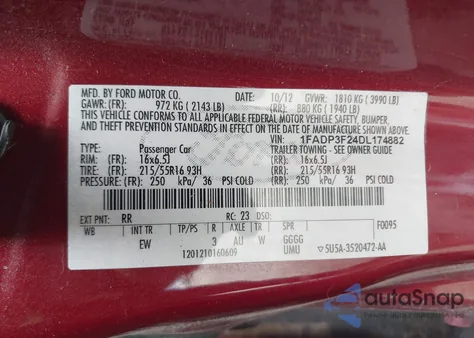 MFD. BY FORD MOTOR CO.
DATE: 10/12 GVWR: 1810 KG ( 3990 LB)
GAWR: (FR): 972 KG ( 2143 LB) (RR): 880 KG ( 1940 LB)
THIS VEHICLE CONFORMS TO ALL APPLICABLE FEDERAL MOTOR VEHICLE SAFETY, BUMPER,
AND THEFT PREVENTION STANDARDS IN EFFECT ON THE DATE OF MANUFACTURE SHOWN ABOVE.
VIN: 1FADP3F24DL174882
TYPE: Passenger Car TRAILER TOWING - SEE OWNER GUIDE
RIM: (FR) 16x6.5J (RR): 16x6.5J
TIRE: (FR) 215/55R16 93H (RR): 215/55R16 93H
PRESSURE: (FR) 250 kPa/ 36 PSI COLD (RR): 250 kPa/ 36 PSI COLD
EXT PNT: RR RC: 23 DSO: F0095
WB INT TR TP/PS R AXLE TR SPR
EW 3 AU W GGGG
1201210160609 UMU 5U5A-3520472-AA
Ford
autoSnap